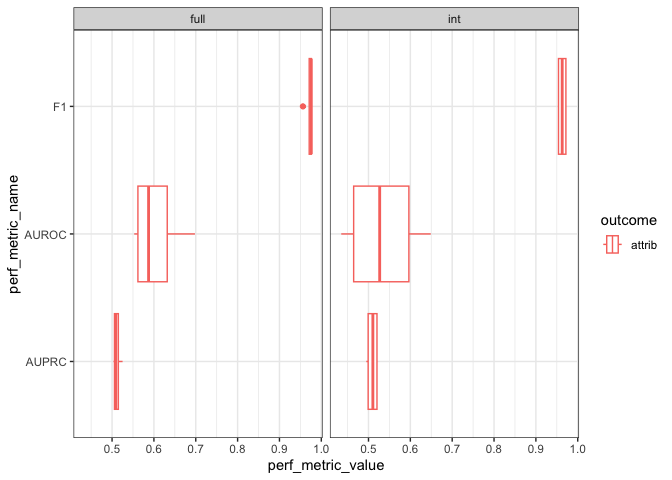 full
int
perf_metric_name
F1
AUROC
AUPRC
0.5 0.6 0.7 0.8 0.9 1.0
0.5 0.6 0.7 0.8 0.9 1.0
perf_metric_value
outcome
attrib